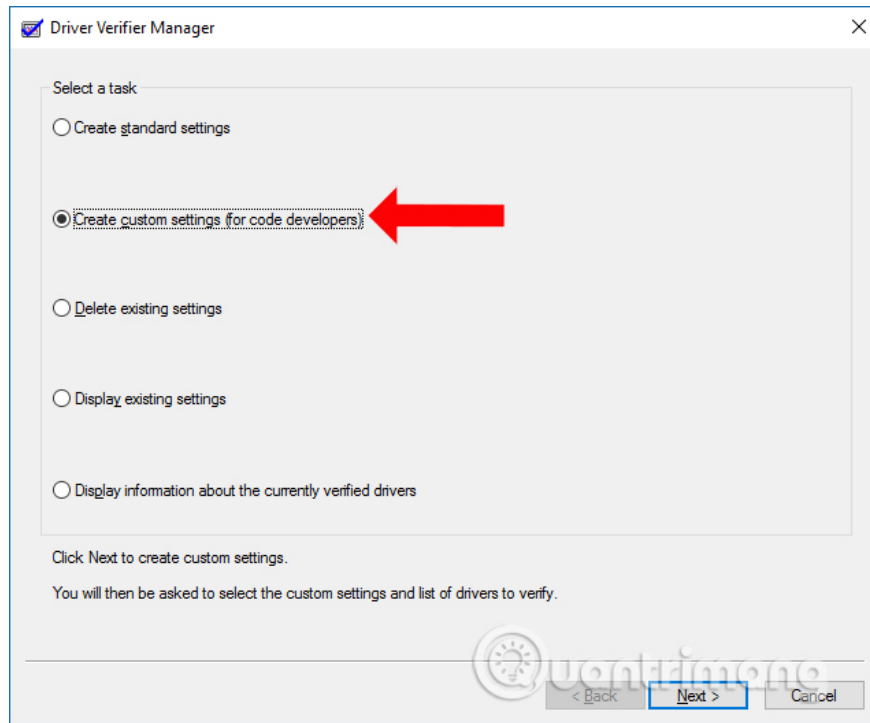 Driver Verifier Manager
Select a task
Create standard settings
Create custom settings (for code developers)
Delete existing settings
Display existing settings
Display information about the currently verified drivers
Click Next to create custom settings.
You will then be asked to select the custom settings and list of drivers to verify.
Quantrimang
< Back
Next >
Cancel